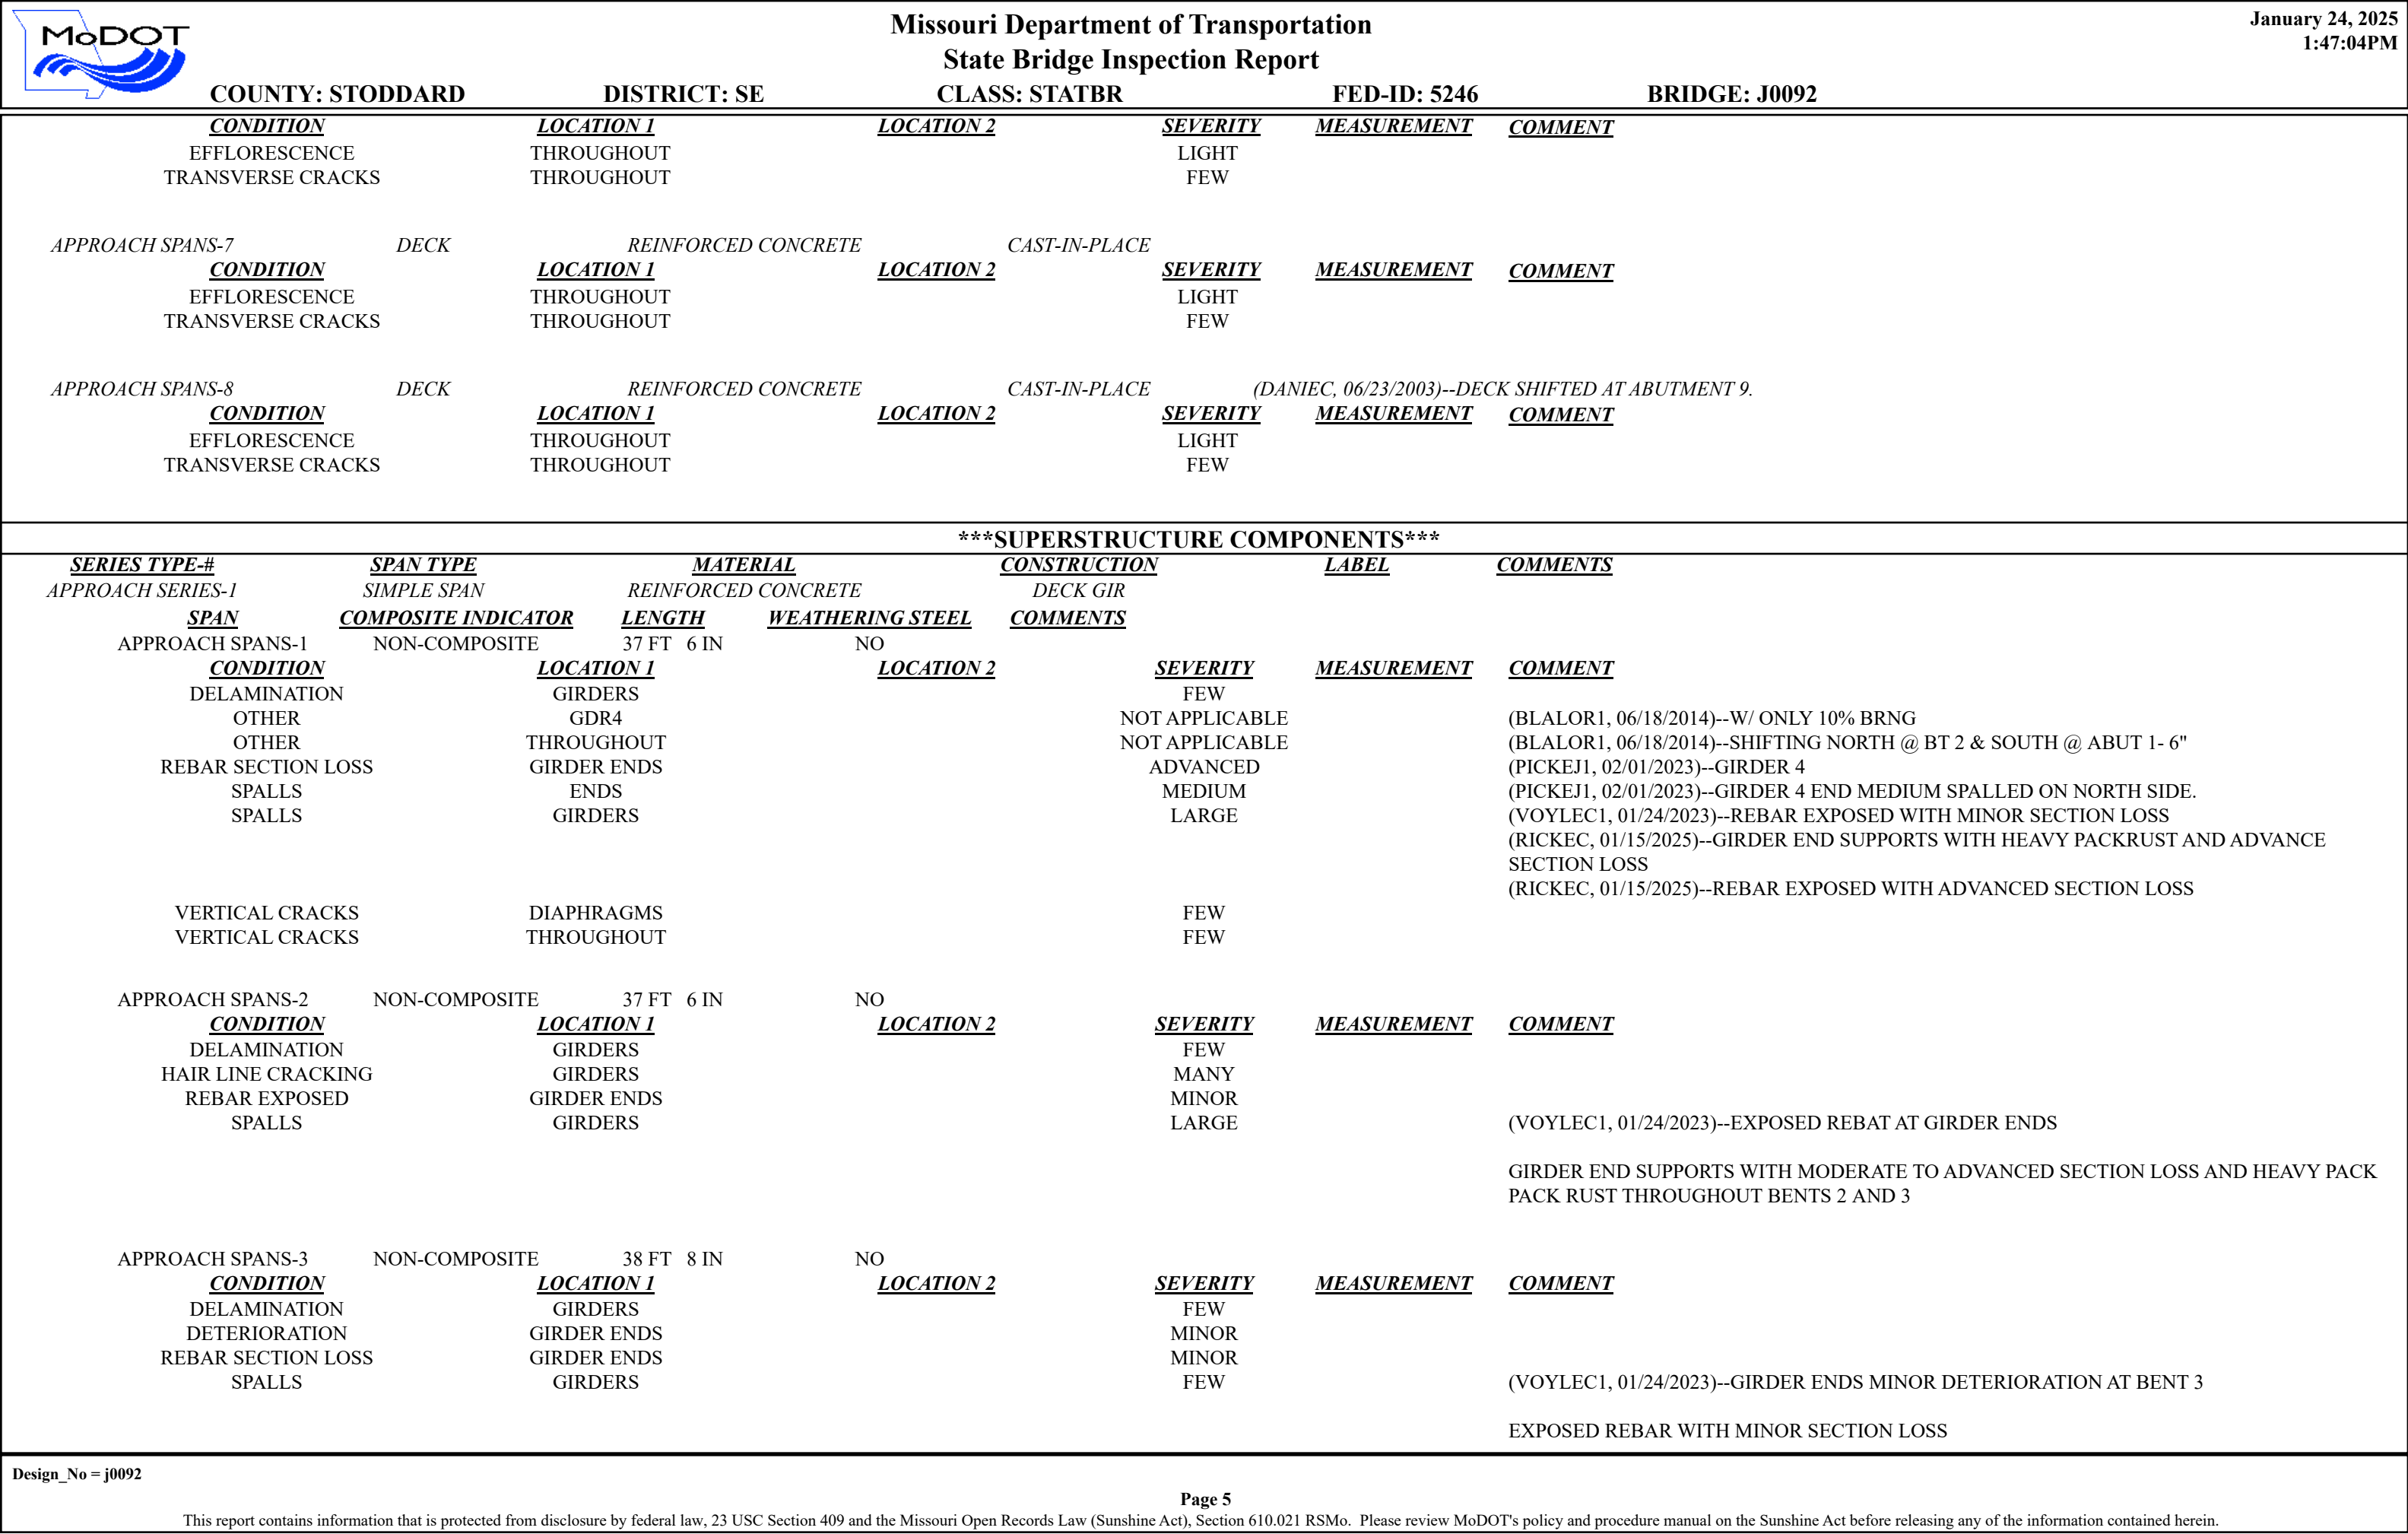 MoDOT
Missouri Department of Transportation
State Bridge Inspection Report
January 24, 2025
1:47:04PM
COUNTY: STODDARD DISTRICT: SE CLASS: STATBR FED-ID: 5246 BRIDGE: J0092
CONDITION LOCATION 1 LOCATION 2 SEVERITY MEASUREMENT COMMENT
EFFLORESCENCE THROUGHOUT LIGHT
TRANSVERSE CRACKS THROUGHOUT FEW
APPROACH SPANS-7 DECK REINFORCED CONCRETE CAST-IN-PLACE
CONDITION LOCATION 1 LOCATION 2 SEVERITY MEASUREMENT COMMENT
EFFLORESCENCE THROUGHOUT LIGHT
TRANSVERSE CRACKS THROUGHOUT FEW
APPROACH SPANS-8 DECK REINFORCED CONCRETE CAST-IN-PLACE (DANIEC, 06/23/2003)--DECK SHIFTED AT ABUTMENT 9.
CONDITION LOCATION 1 LOCATION 2 SEVERITY MEASUREMENT COMMENT
EFFLORESCENCE THROUGHOUT LIGHT
TRANSVERSE CRACKS THROUGHOUT FEW
***SUPERSTRUCTURE COMPONENTS***
SERIES TYPE-# SPAN TYPE MATERIAL CONSTRUCTION LABEL COMMENTS
APPROACH SERIES-1 SIMPLE SPAN REINFORCED CONCRETE DECK GIR
SPAN COMPOSITE INDICATOR LENGTH WEATHERING STEEL COMMENTS
APPROACH SPANS-1 NON-COMPOSITE 37 FT 6 IN NO
CONDITION LOCATION 1 LOCATION 2 SEVERITY MEASUREMENT COMMENT
DELAMINATION GIRDERS FEW
OTHER GDR4 NOT APPLICABLE (BLALOR1, 06/18/2014)--W/ ONLY 10% BRNG
OTHER THROUGHOUT NOT APPLICABLE (BLALOR1, 06/18/2014)--SHIFTING NORTH @ BT 2 & SOUTH @ ABUT 1- 6"
REBAR SECTION LOSS GIRDER ENDS ADVANCED (PICKEJ1, 02/01/2023)--GIRDER 4
SPALLS ENDS MEDIUM (PICKEJ1, 02/01/2023)--GIRDER 4 END MEDIUM SPALLED ON NORTH SIDE.
SPALLS GIRDERS LARGE (VOYLEC1, 01/24/2023)--REBAR EXPOSED WITH MINOR SECTION LOSS
(RICKEC, 01/15/2025)--GIRDER END SUPPORTS WITH HEAVY PACKRUST AND ADVANCE
SECTION LOSS
(RICKEC, 01/15/2025)--REBAR EXPOSED WITH ADVANCED SECTION LOSS
VERTICAL CRACKS DIAPHRAGMS FEW
VERTICAL CRACKS THROUGHOUT FEW
APPROACH SPANS-2 NON-COMPOSITE 37 FT 6 IN NO
CONDITION LOCATION 1 LOCATION 2 SEVERITY MEASUREMENT COMMENT
DELAMINATION GIRDERS FEW
HAIR LINE CRACKING GIRDERS MANY
REBAR EXPOSED GIRDER ENDS MINOR
SPALLS GIRDERS LARGE (VOYLEC1, 01/24/2023)--EXPOSED REBAT AT GIRDER ENDS
GIRDER END SUPPORTS WITH MODERATE TO ADVANCED SECTION LOSS AND HEAVY PACK
PACK RUST THROUGHOUT BENTS 2 AND 3
APPROACH SPANS-3 NON-COMPOSITE 38 FT 8 IN NO
CONDITION LOCATION 1 LOCATION 2 SEVERITY MEASUREMENT COMMENT
DELAMINATION GIRDERS FEW
DETERIORATION GIRDER ENDS MINOR
REBAR SECTION LOSS GIRDER ENDS MINOR
SPALLS GIRDERS FEW (VOYLEC1, 01/24/2023)--GIRDER ENDS MINOR DETERIORATION AT BENT 3
EXPOSED REBAR WITH MINOR SECTION LOSS
Design_No = j0092
Page 5
This report contains information that is protected from disclosure by federal law, 23 USC Section 409 and the Missouri Open Records Law (Sunshine Act), Section 610.021 RSMo. Please review MoDOT's policy and procedure manual on the Sunshine Act before releasing any of the information contained herein.